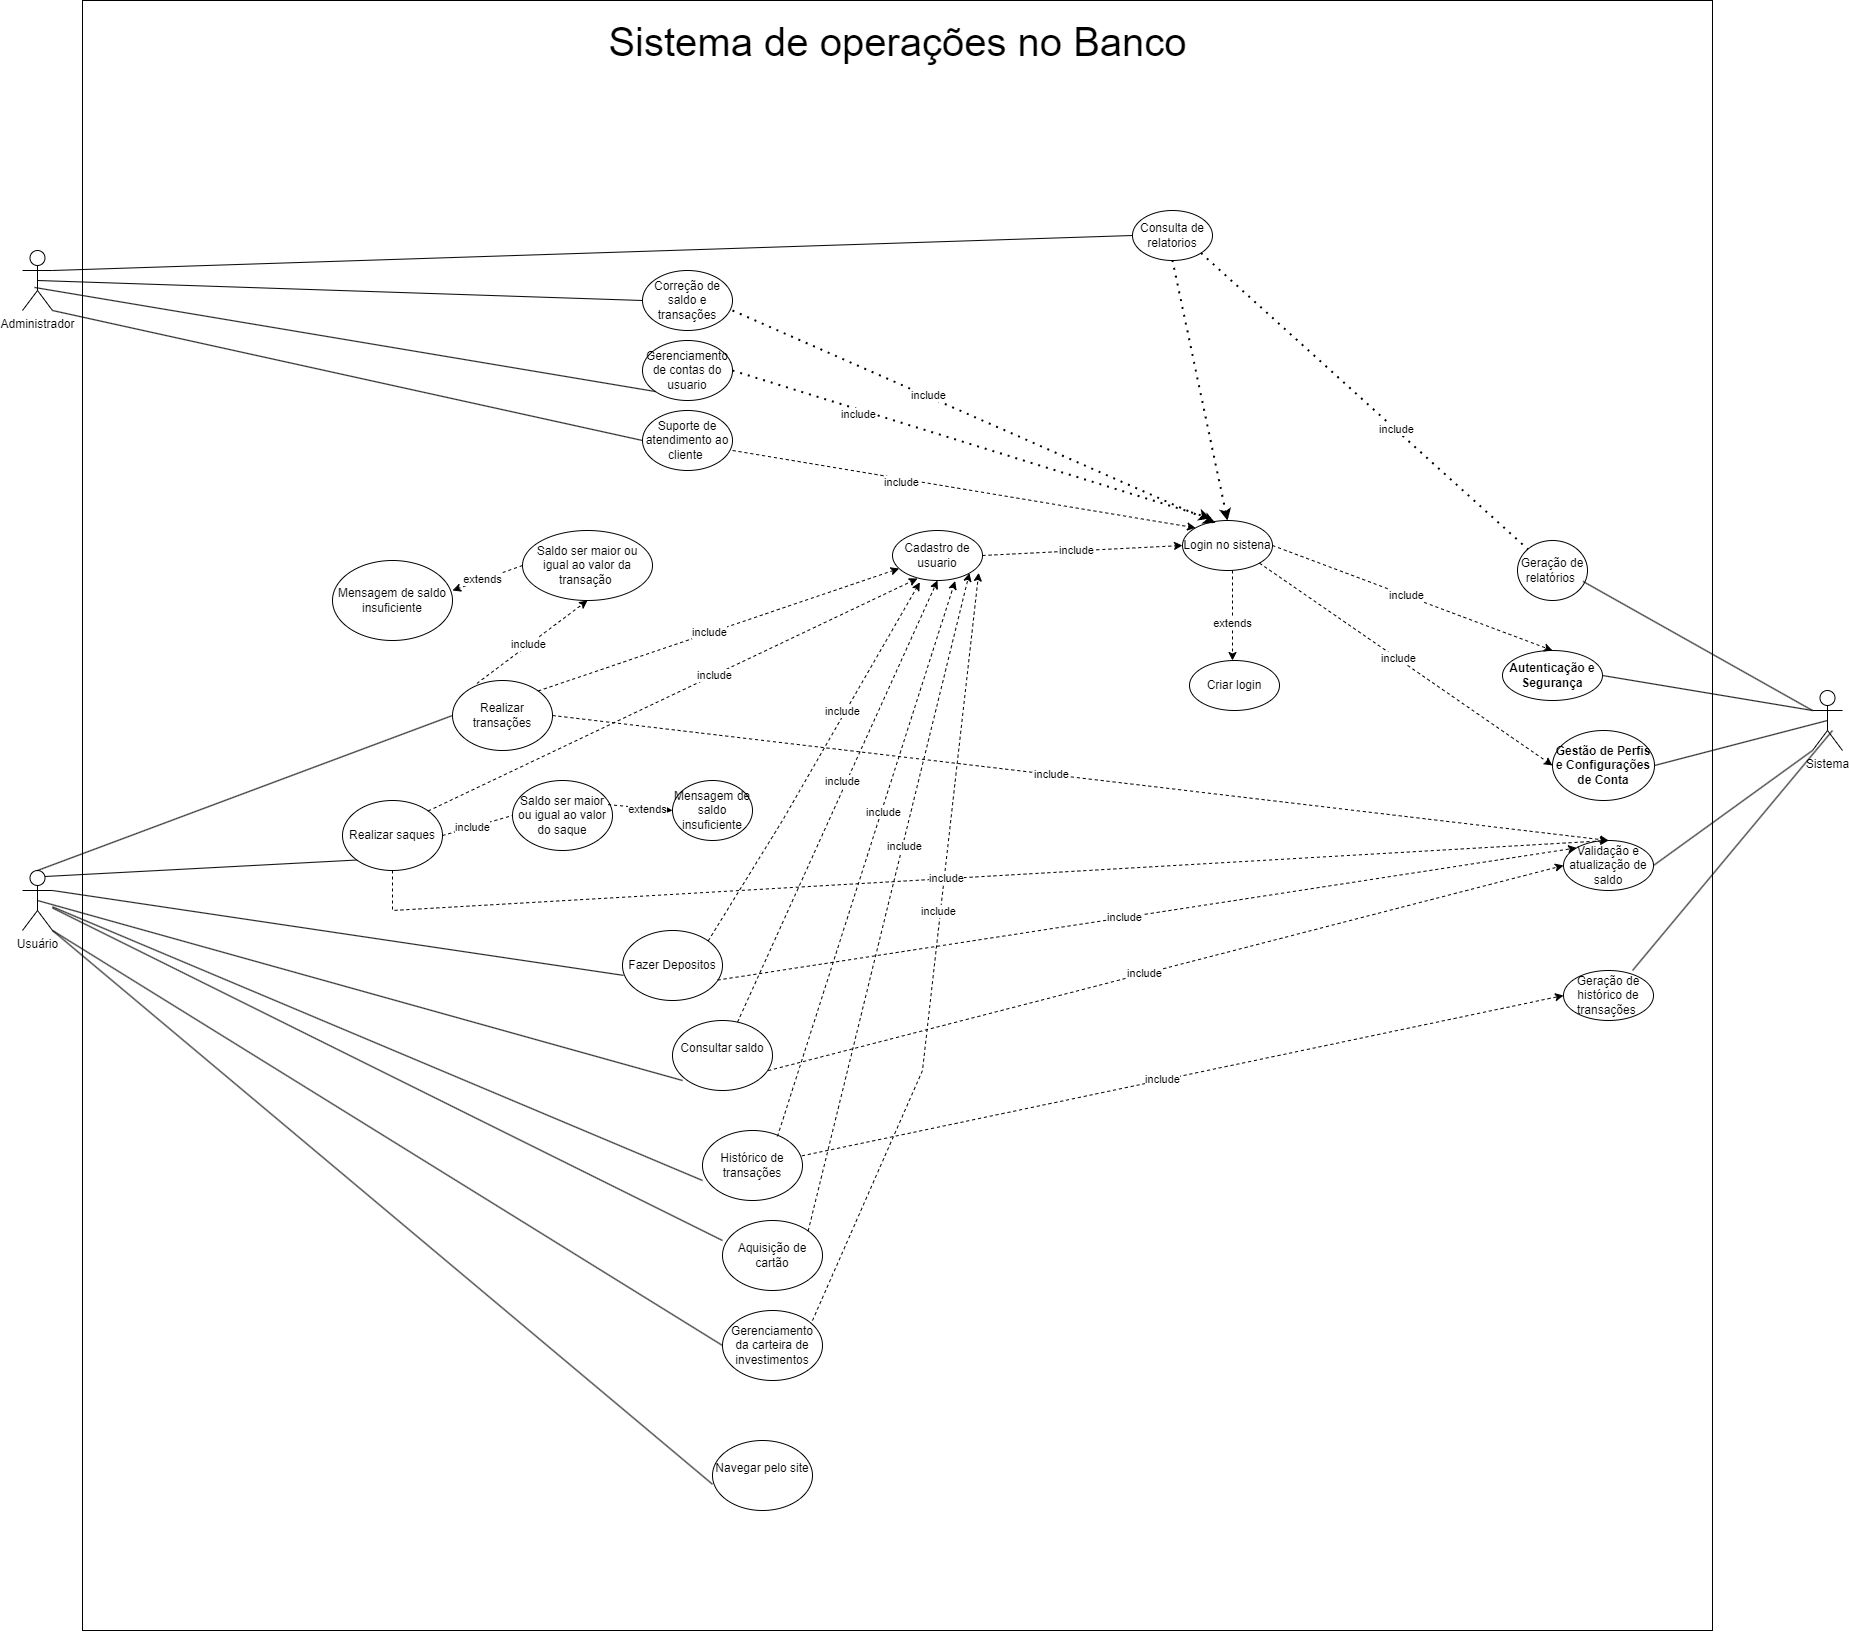 Sistema de operações no Banco
Consulta de
relatorios
Administrador
Correção de
saldo e
transações
Gerenciamento
de contas do
usuario
Suporte de
atendimento ao
cliente
include
include
include
include
Saldo ser maior ou
igual ao valor da
transação
extends
Mensagem de saldo
insuficiente
include
Cadastro de
usuario
include
Login no sistena
Geração de
relatórios
include
extends
include
include
include
include
Criar login
Autenticação e
Segurança
Realizar
transações
include
include
Gestão de Perfis
e Configurações
de Conta
Sistema
include
Saldo ser maior
ou igual ao valor
do saque
extends
Mensagem de
saldo
insuficiente
Realizar saques
include
include
include
Validação e
atualização de
saldo
include
include
include
Usuário
Fazer Depositos
include
Geração de
histórico de
transações
Consultar saldo
include
Histórico de
transações
Aquisição de
cartão
Gerenciamento
da carteira de
investimentos
Navegar pelo site